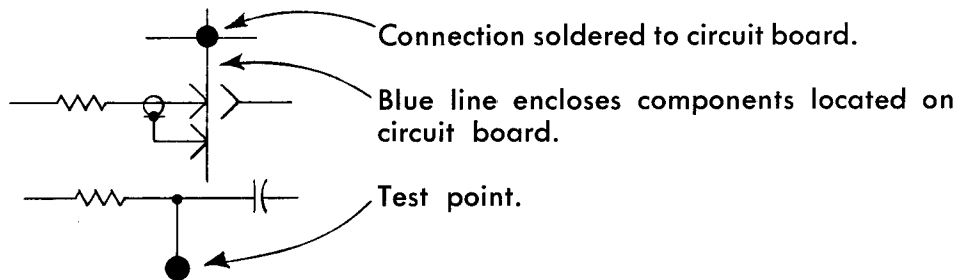 Connection soldered to circuit board.
Blue line encloses components located on
circuit board.
Test point.